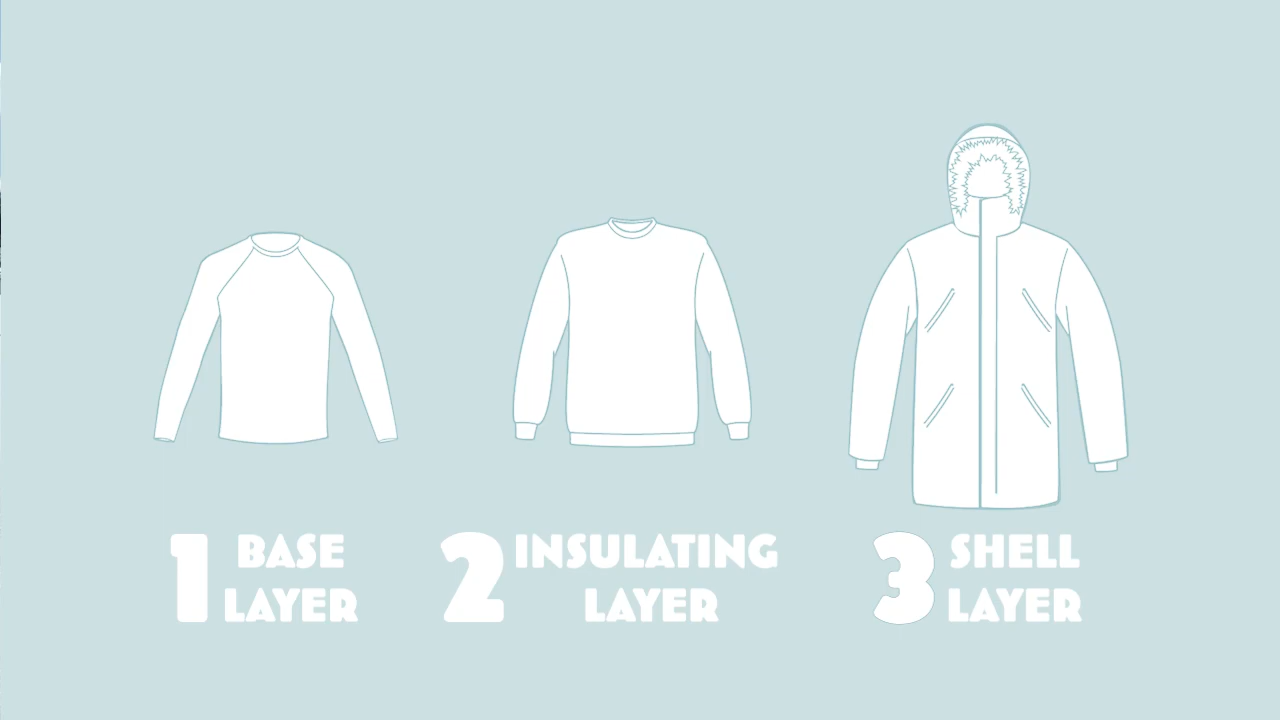 1 BASE
LAYER
2 INSULATING
LAYER
3 SHELL
LAYER